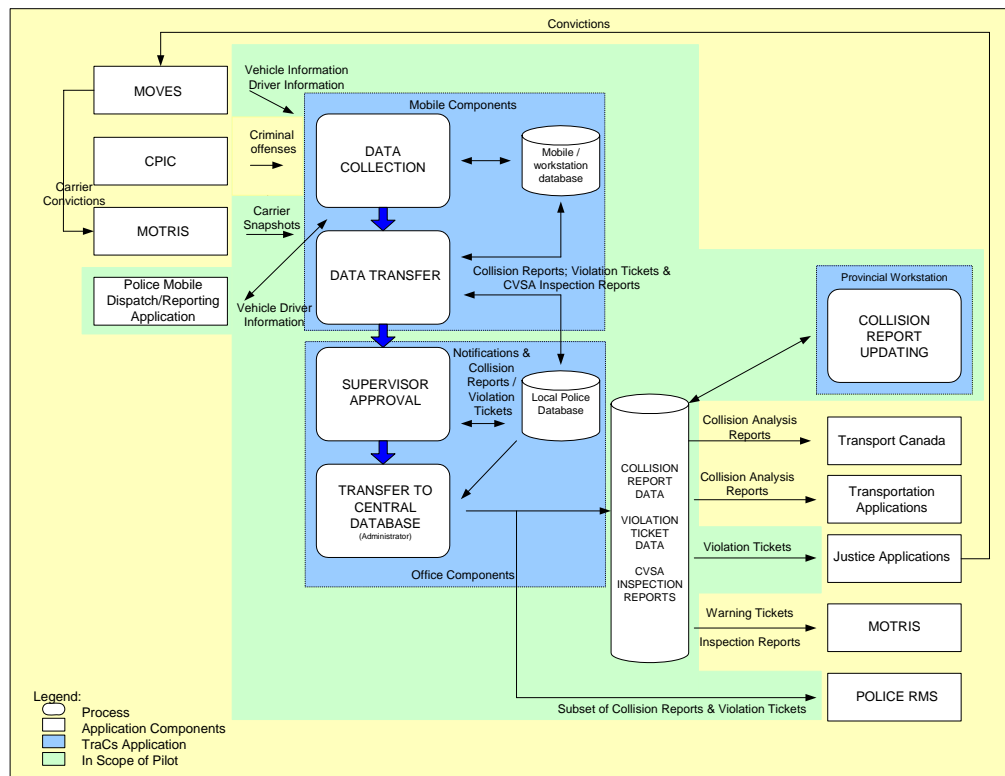 Convictions
MOVES
Vehicle Information
Driver Information
Mobile Components
CPIC
Criminal
offenses
DATA
COLLECTION
Mobile /
workstation
database
Carrier
Convictions
MOTRIS
Carrier
Snapshots
DATA TRANSFER
Collision Reports; Violation Tickets &
CVSA Inspection Reports
Police Mobile
Dispatch/Reporting
Application
Vehicle Driver
Information
Provincial Workstation
COLLISION
REPORT
UPDATING
SUPERVISOR
APPROVAL
Notifications &
Collision
Reports /
Violation
Tickets
Local Police
Database
TRANSFER TO
CENTRAL
DATABASE
(Administrator)
Office Components
COLLISION
REPORT
DATA
VIOLATION
TICKET
DATA
CVSA
INSPECTION
REPORTS
Collision Analysis
Reports
Transport Canada
Collision Analysis
Reports
Transportation
Applications
Violation Tickets
Justice Applications
Warning Tickets
Inspection Reports
MOTRIS
Subset of Collision Reports & Violation Tickets
POLICE RMS
Legend:
Process
Application Components
TraCs Application
In Scope of Pilot